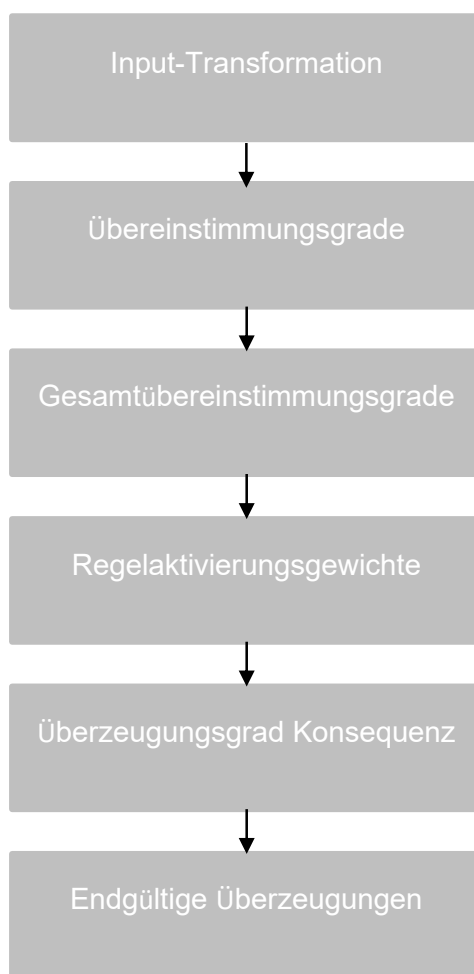 Input-Transformation
Übereinstimmungsgrade
Gesamtübereinstimmungsgrade
Regelaktivierungsgewichte
Überzeugungsgrad Konsequenz
Endgültige Überzeugungen